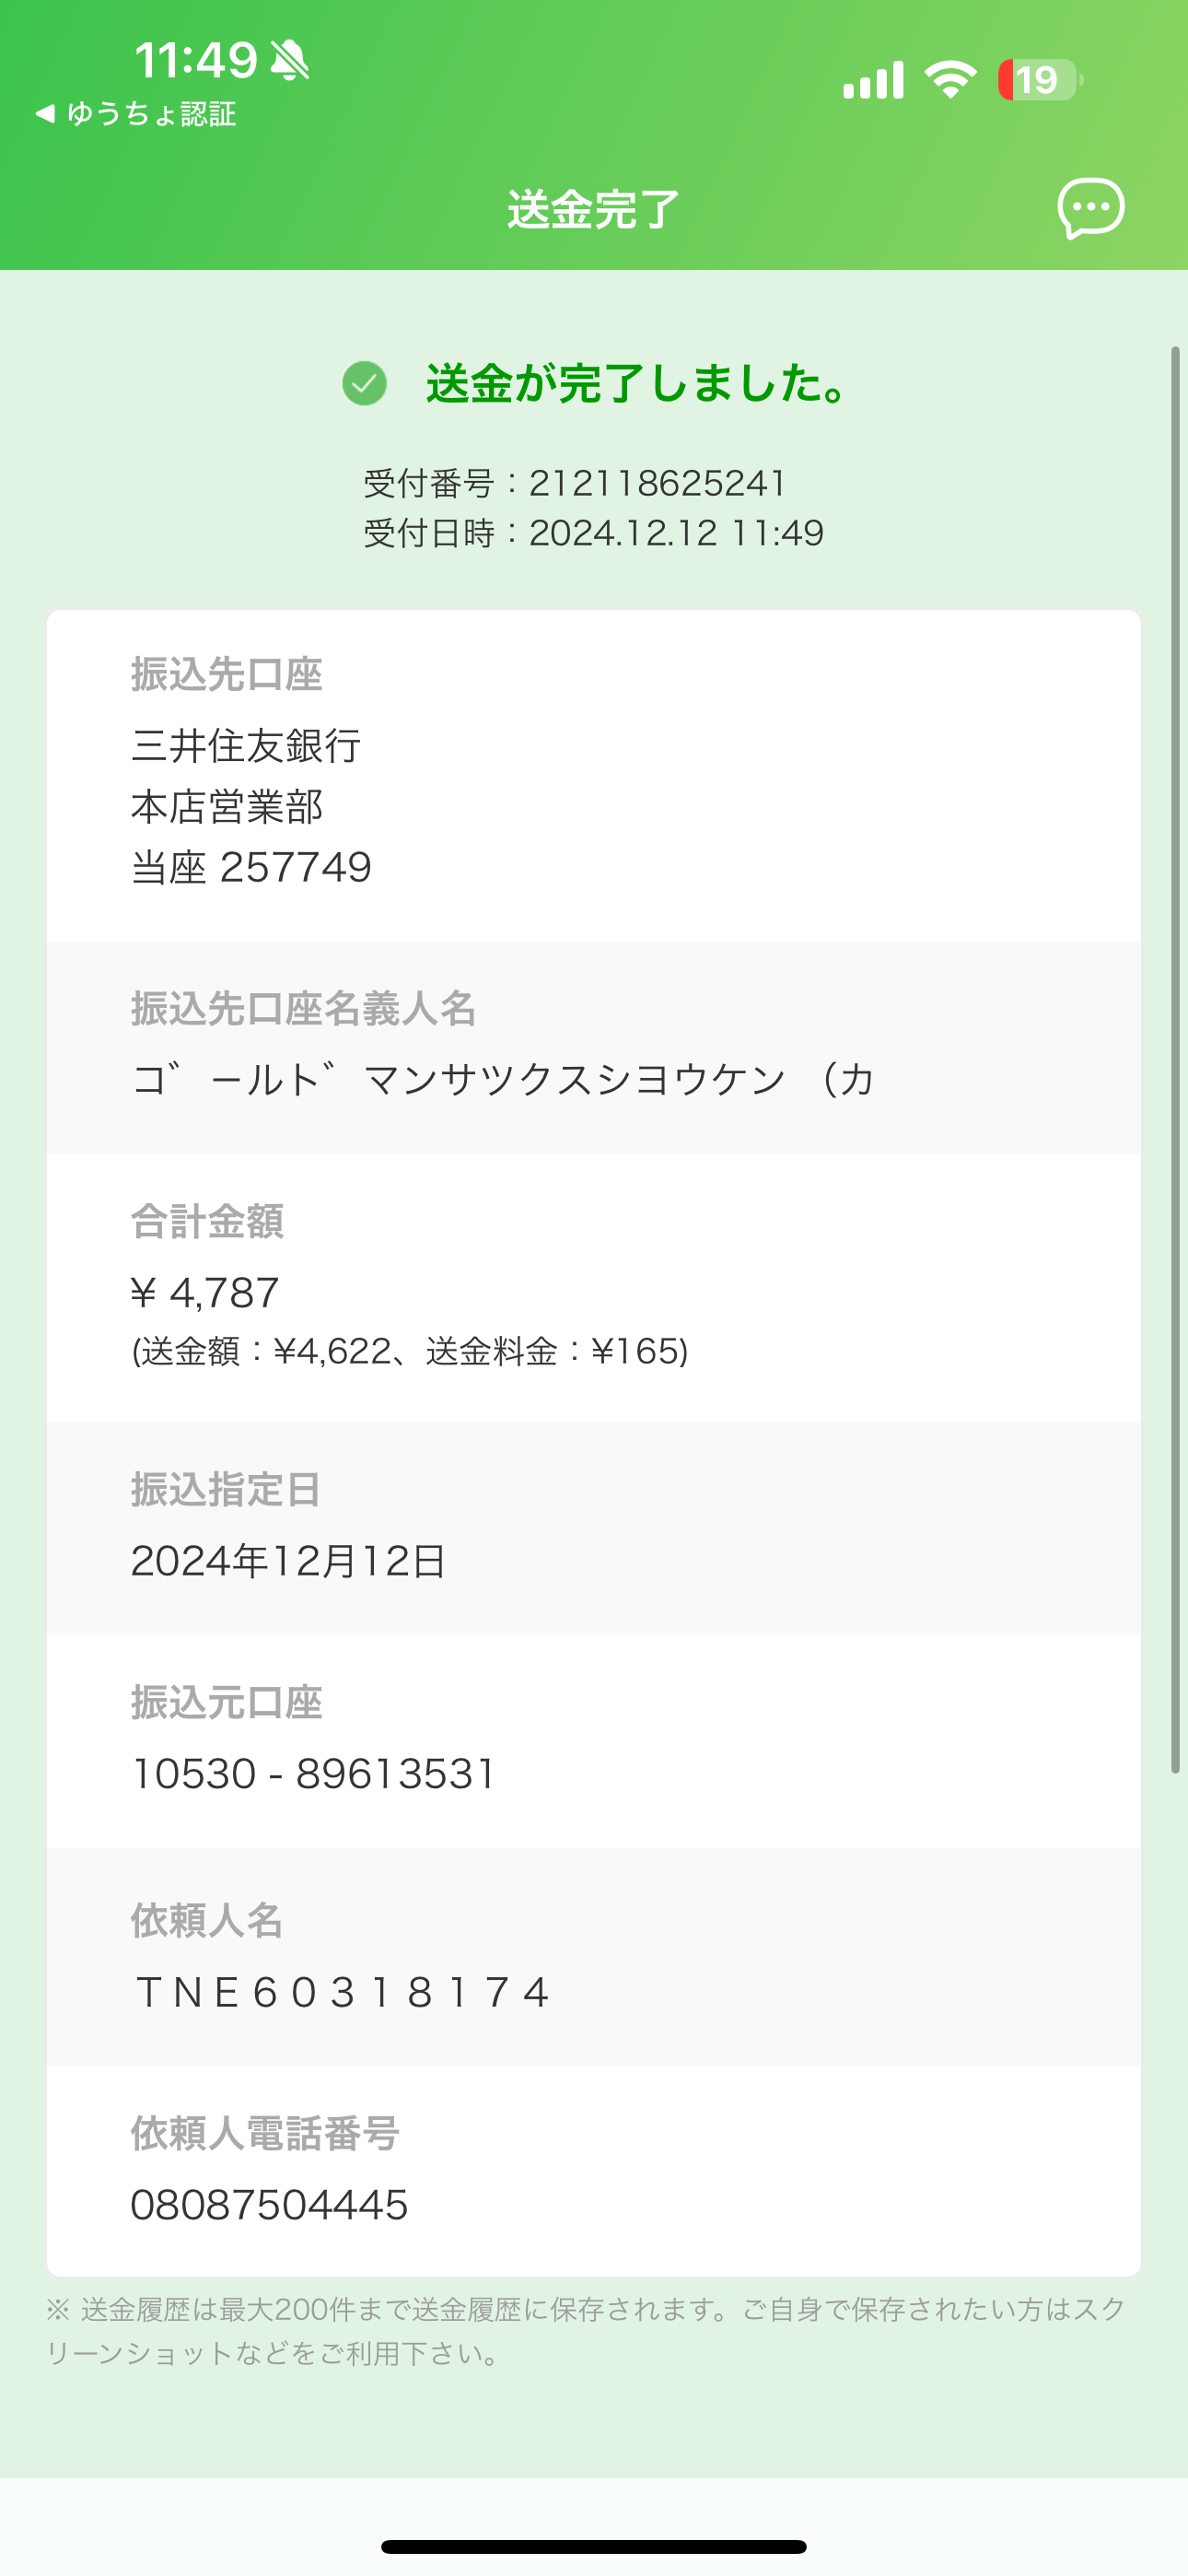 11:49
19
◀ ゆうちょ認証
送金完了
送金が完了しました。
受付番号：212118625241
受付日時：2024.12.12 11:49
振込先口座
三井住友銀行
本店営業部
当座 257749
振込先口座名義人名
コ゛ールト゛マンサツクスシヨウケン （カ
合計金額
¥ 4,787
(送金額：¥4,622、送金料金：¥165)
振込指定日
2024年12月12日
振込元口座
10530 - 89613531
依頼人名
ＴＮＥ６０３１８１７４
依頼人電話番号
08087504445
※ 送金履歴は最大200件まで送金履歴に保存されます。ご自身で保存されたい方はスク
リーンショットなどをご利用下さい。